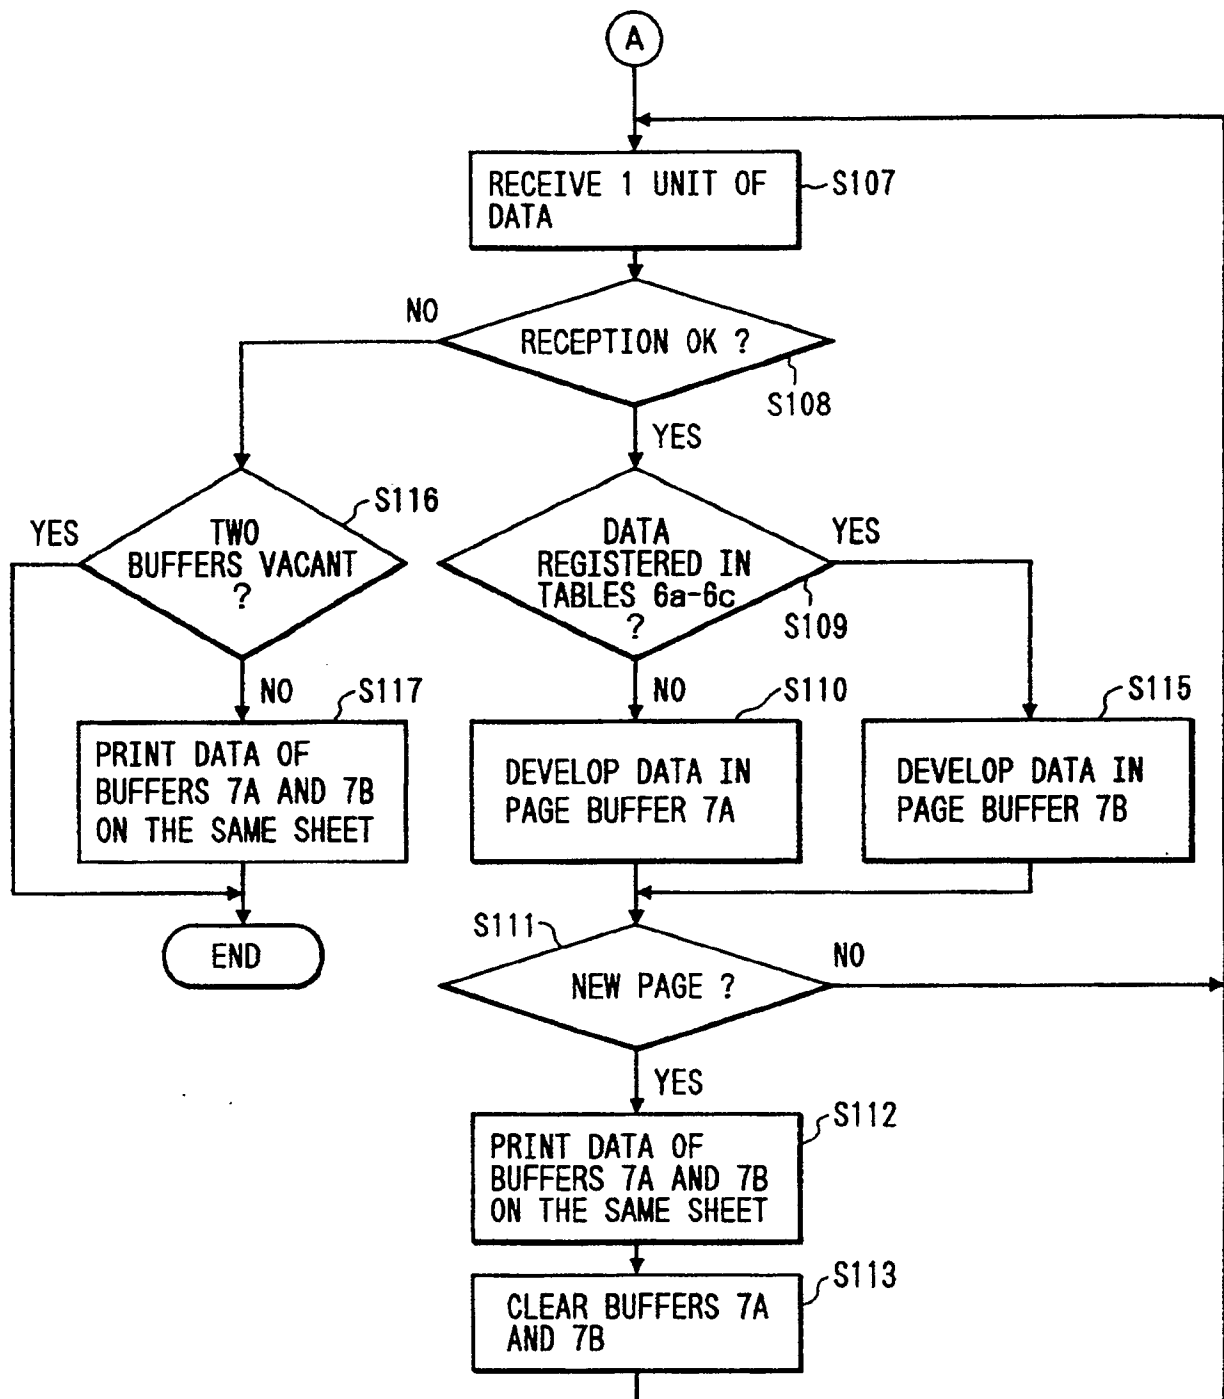 A
RECEIVE 1 UNIT OF
DATA
S107
NO
RECEPTION OK ?
S108
YES
YES
TWO
BUFFERS VACANT
?
S116
DATA
REGISTERED IN
TABLES 6a-6c
?
YES
S109
NO
S117
PRINT DATA OF
BUFFERS 7A AND 7B
ON THE SAME SHEET
NO
S110
DEVELOP DATA IN
PAGE BUFFER 7A
S115
DEVELOP DATA IN
PAGE BUFFER 7B
END
S111
NEW PAGE ?
NO
YES
S112
PRINT DATA OF
BUFFERS 7A AND 7B
ON THE SAME SHEET
S113
CLEAR BUFFERS 7A
AND 7B